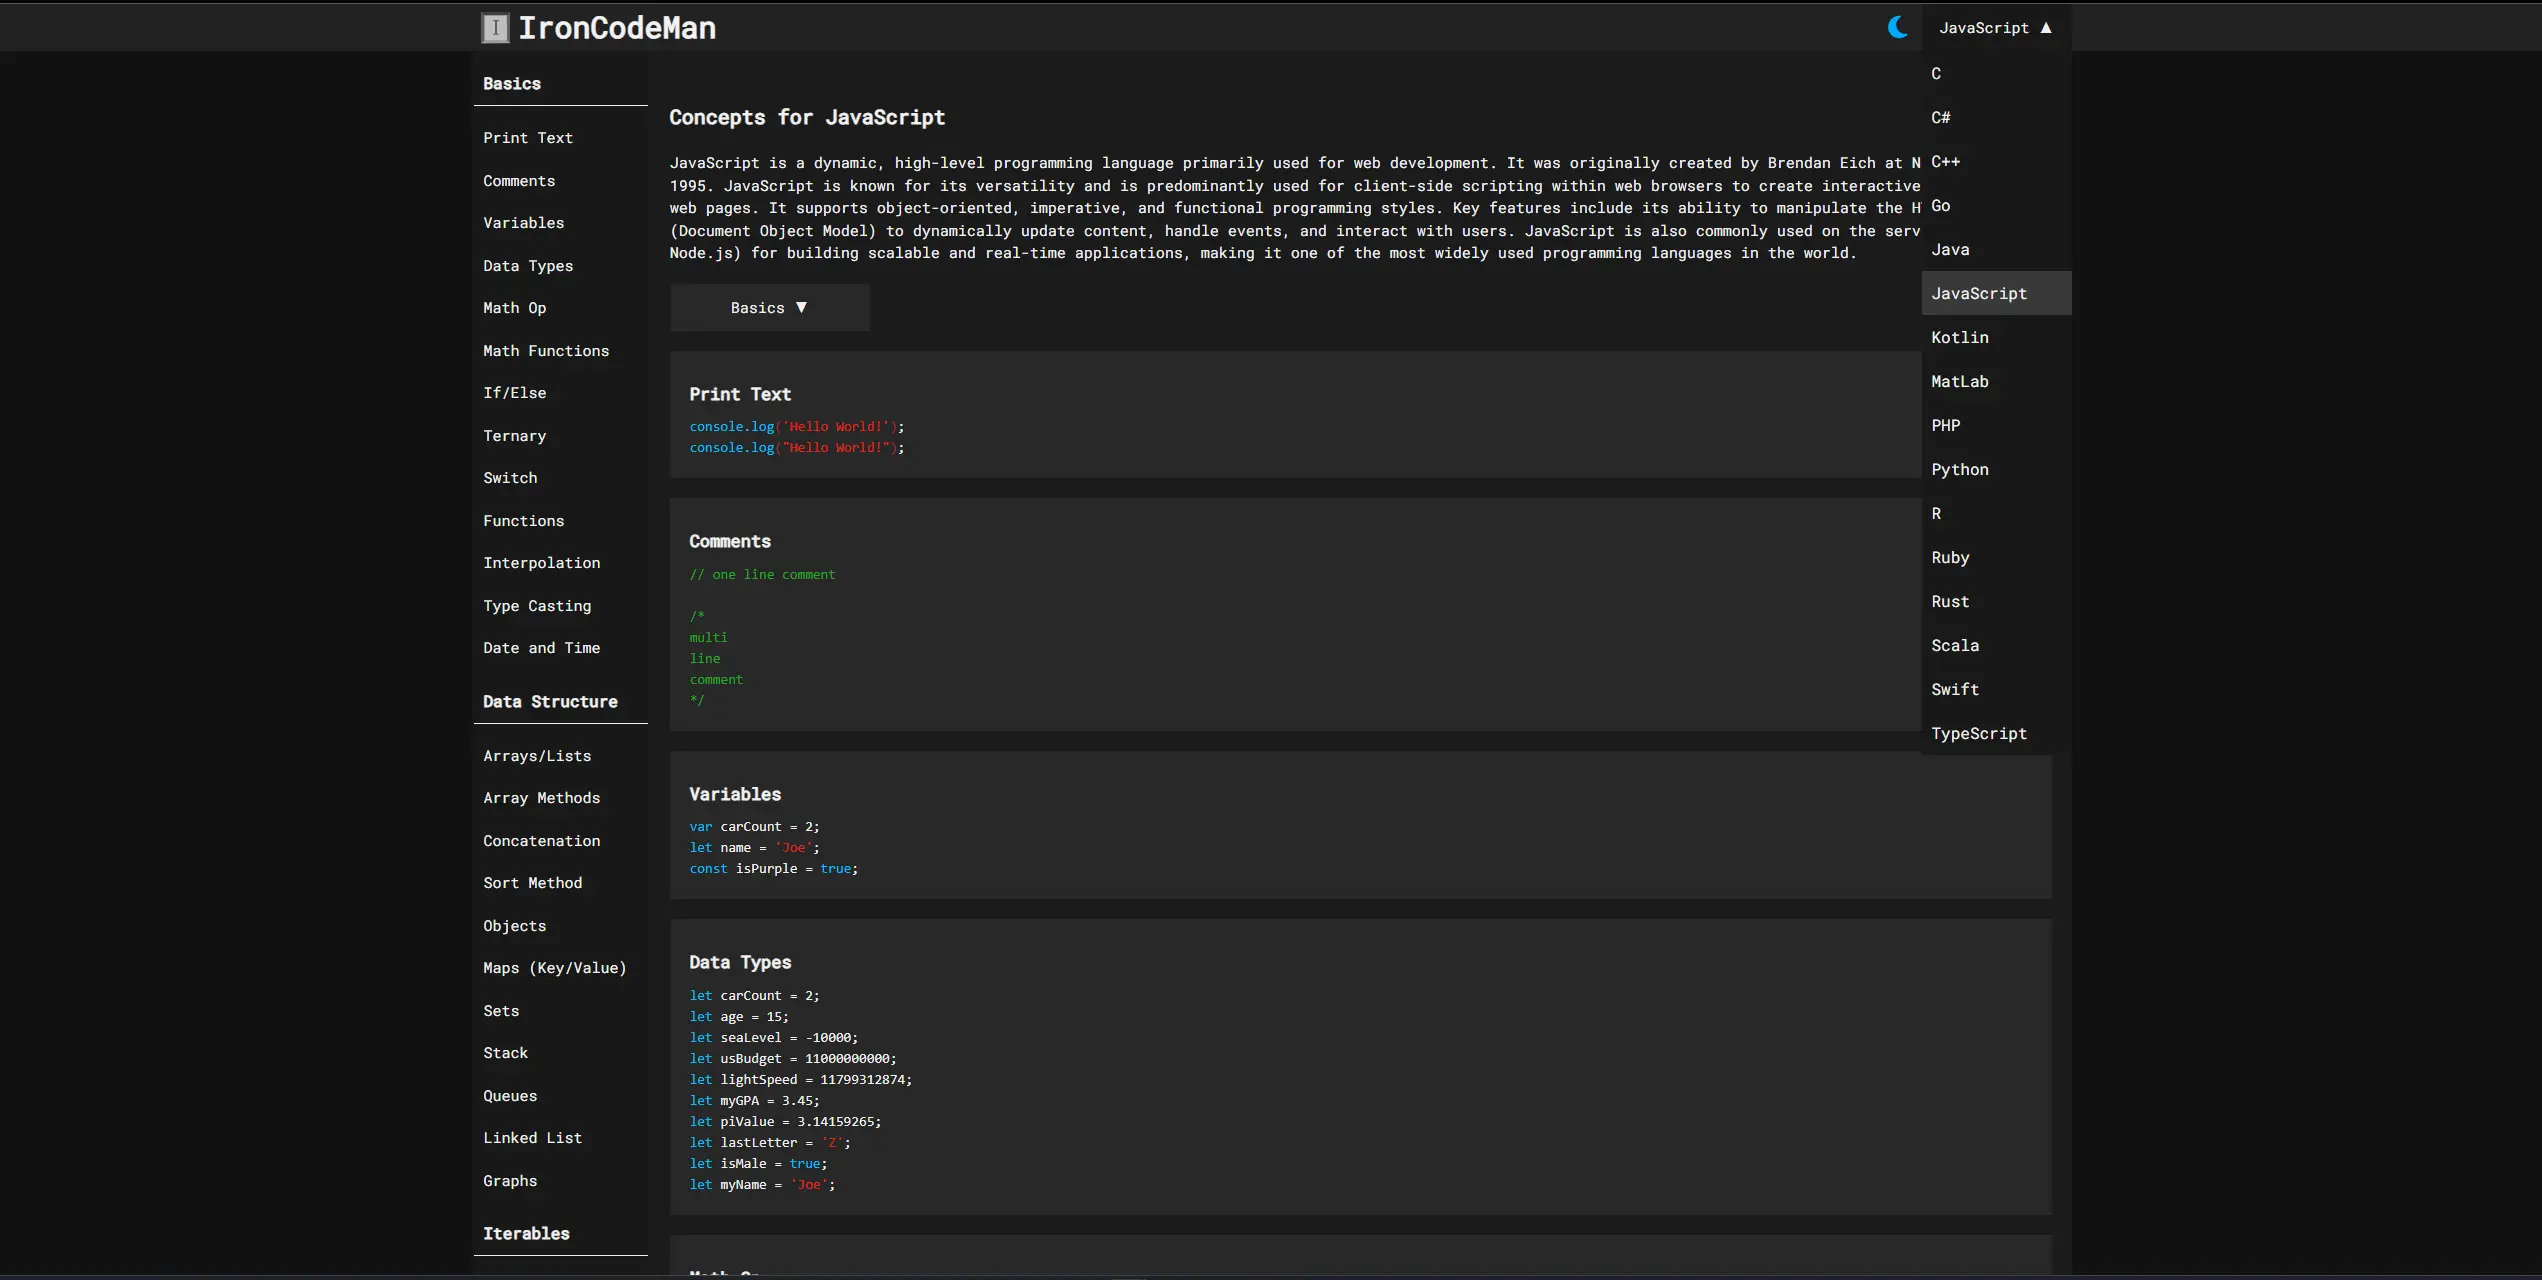 I IronCodeMan
JavaScript ▲
Basics
Print Text
Comments
Variables
Data Types
Math Op
Math Functions
If/Else
Ternary
Switch
Functions
Interpolation
Type Casting
Date and Time
Data Structure
Arrays/Lists
Array Methods
Concatenation
Sort Method
Objects
Maps (Key/Value)
Sets
Stack
Queues
Linked List
Graphs
Iterables
Concepts for JavaScript
JavaScript is a dynamic, high-level programming language primarily used for web development. It was originally created by Brendan Eich at N
1995. JavaScript is known for its versatility and is predominantly used for client-side scripting within web browsers to create interactive
web pages. It supports object-oriented, imperative, and functional programming styles. Key features include its ability to manipulate the
(Document Object Model) to dynamically update content, handle events, and interact with users. JavaScript is also commonly used on the serv
Node.js) for building scalable and real-time applications, making it one of the most widely used programming languages in the world.
Basics ▼
Print Text
console.log('Hello World!');
console.log("Hello World!");
Comments
// one line comment
/*
multi
line
comment
*/
Variables
var carCount = 2;
let name = 'Joe';
const isPurple = true;
Data Types
let carCount = 2;
let age = 15;
let seaLevel = -10000;
let usBudget = 11000000000;
let lightSpeed = 11799312874;
let myGPA = 3.45;
let piValue = 3.14159265;
let lastLetter = 'Z';
let isMale = true;
let myName = 'Joe';
C
C#
C++
Go
Java
JavaScript
Kotlin
MatLab
PHP
Python
R
Ruby
Rust
Scala
Swift
TypeScript